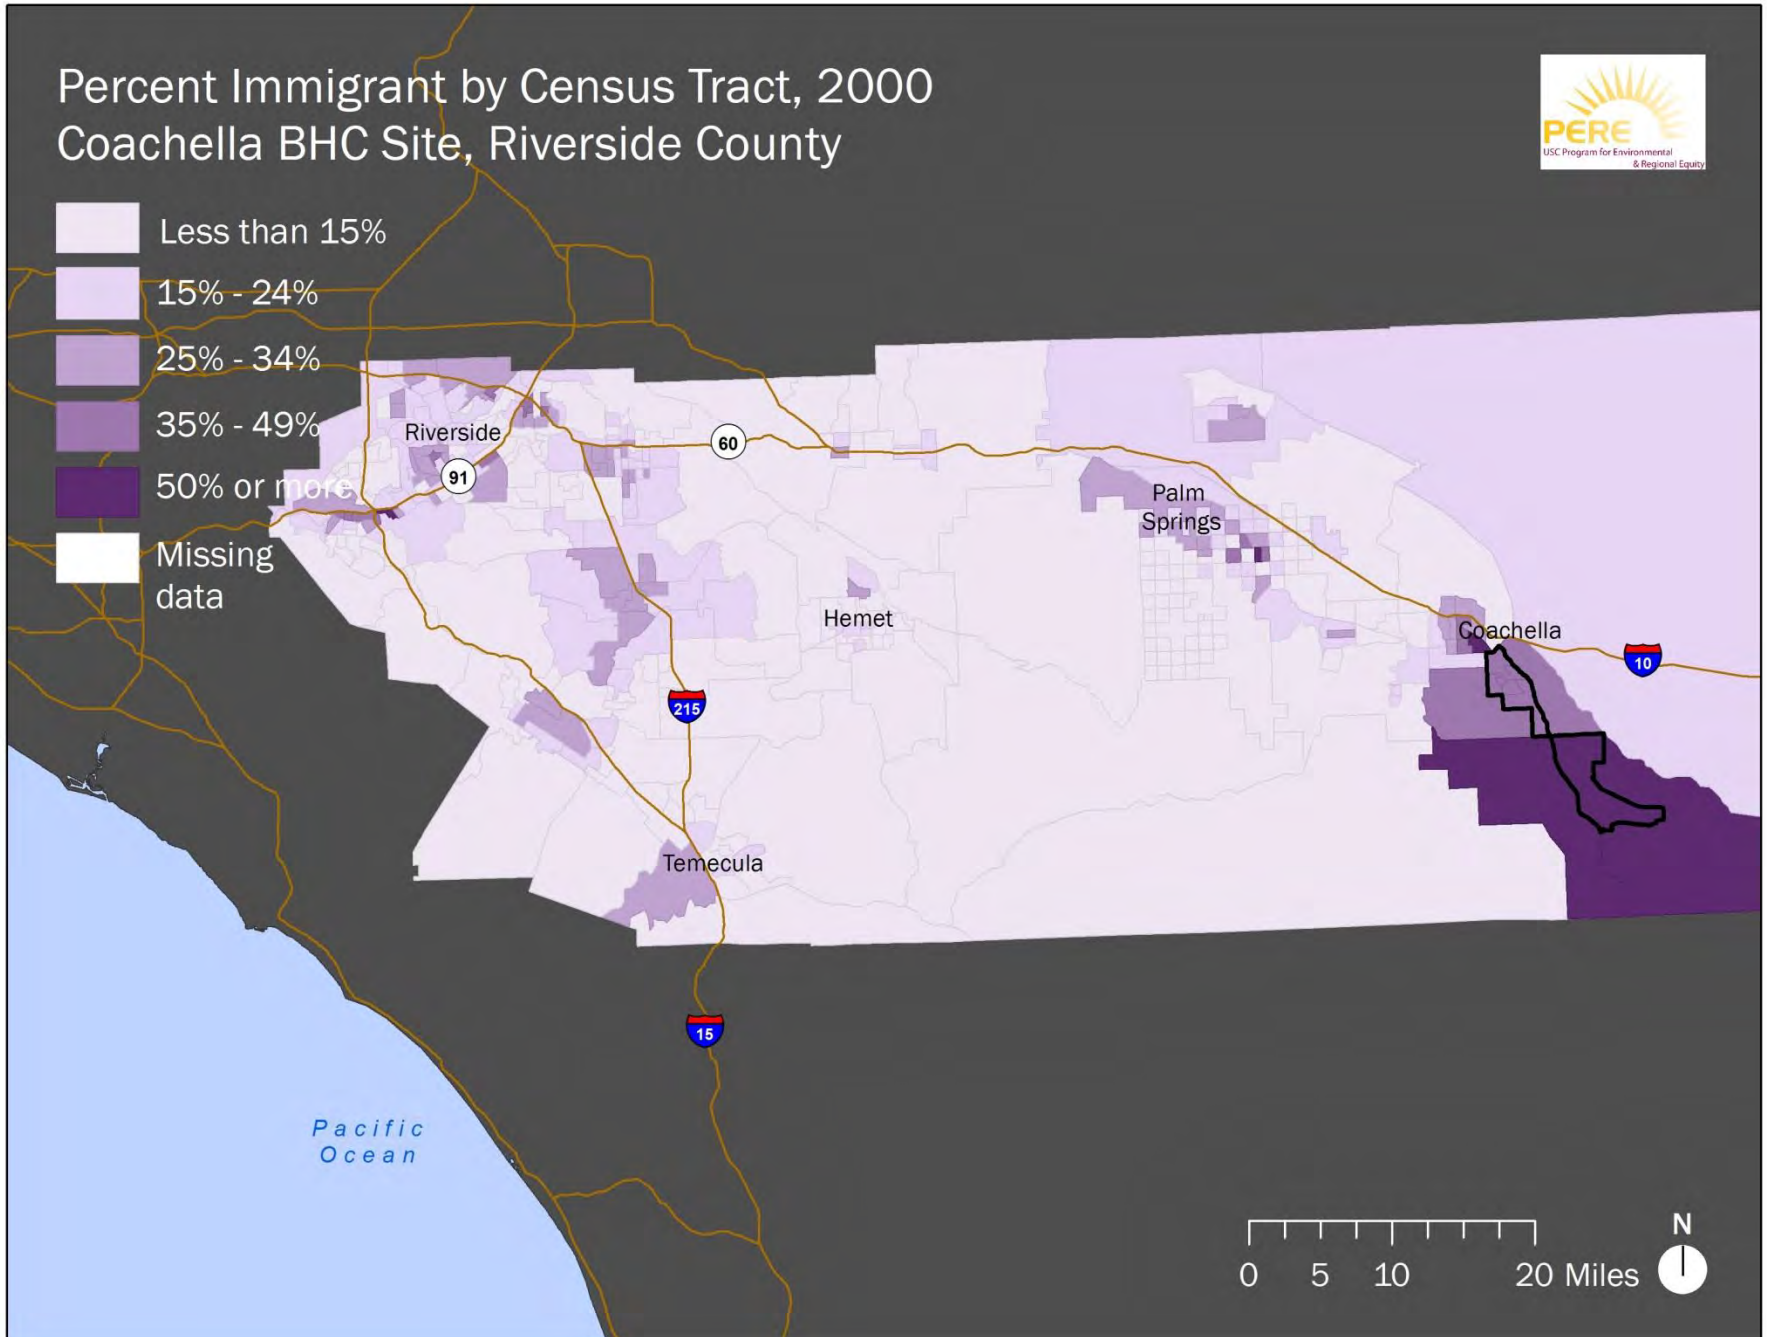 Percent Immigrant by Census Tract, 2000
Coachella BHC Site, Riverside County
PERE
USC Program for Environmental
& Regional Equity
Less than 15%
15% - 24%
25% - 34%
35% - 49%
50% or more
Missing
data
Riverside
91
60
Palm
Springs
Hemet
Coachella
10
215
Temecula
15
Pacific
Ocean
N
0 5 10 20 Miles